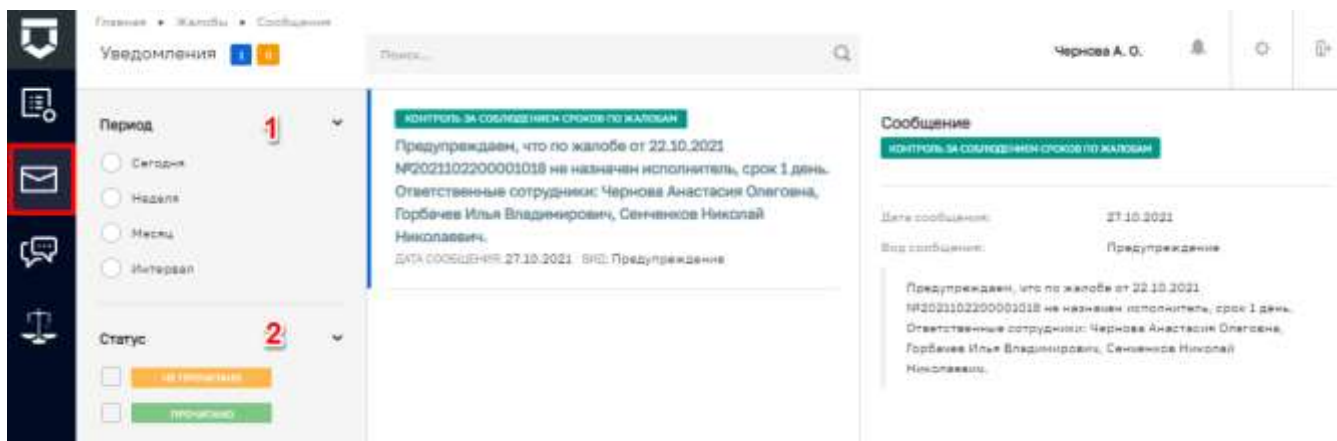 Главная • Жалобы • Сообщения
Уведомления 1 0
Поиск...
Чернова А. О.
Период
1
Сегодня
Неделя
Месяц
Интервал
Статус
2
НЕ ПРОЧИТАНО
ПРОЧИТАНО
КОНТРОЛЬ ЗА СОБЛЮДЕНИЕМ СРОКОВ ПО ЖАЛОБАМ
Предупреждаем, что по жалобе от 22.10.2021
№2021102200001018 не назначен исполнитель, срок 1 день.
Ответственные сотрудники: Чернова Анастасия Олеговна,
Горбачев Илья Владимирович, Сенченков Николай
Николаевич.
ДАТА СООБЩЕНИЯ: 27.10.2021 ВИД: Предупреждение
Сообщение
КОНТРОЛЬ ЗА СОБЛЮДЕНИЕМ СРОКОВ ПО ЖАЛОБАМ
Дата сообщения: 27.10.2021
Вид сообщения: Предупреждение
Предупреждаем, что по жалобе от 22.10.2021
№2021102200001018 не назначен исполнитель, срок 1 день.
Ответственные сотрудники: Чернова Анастасия Олеговна,
Горбачев Илья Владимирович, Сенченков Николай
Николаевич.